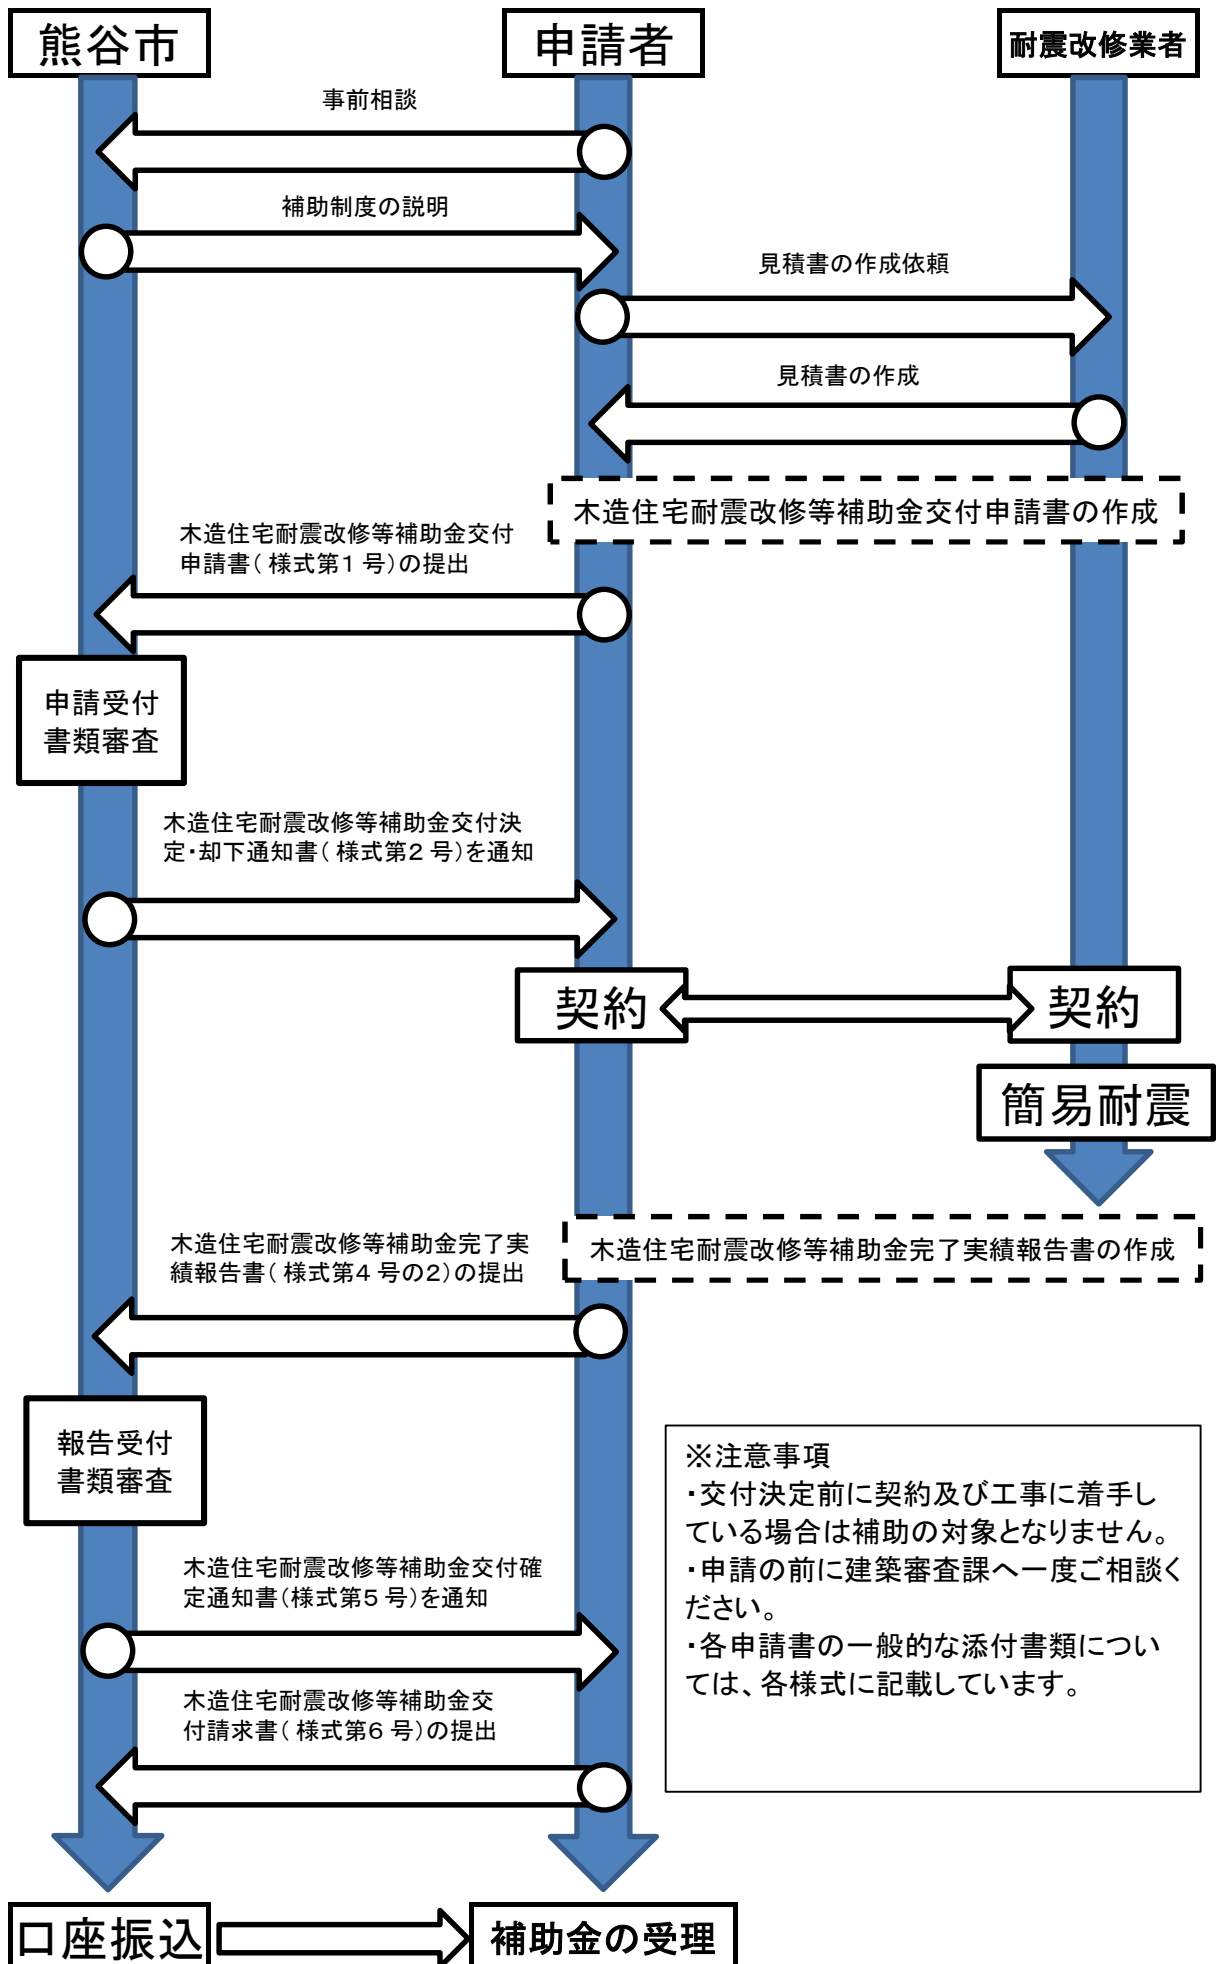 熊谷市
申請者
耐震改修業者
事前相談
補助制度の説明
見積書の作成依頼
見積書の作成
木造住宅耐震改修等補助金交付申請書の作成
木造住宅耐震改修等補助金交付
申請書(様式第1号)の提出
申請受付
書類審査
木造住宅耐震改修等補助金交付決
定・却下通知書(様式第2号)を通知
契約
契約
簡易耐震
木造住宅耐震改修等補助金完了実績報告書の作成
木造住宅耐震改修等補助金完了実
績報告書(様式第4号の2)の提出
報告受付
書類審査
※注意事項
・交付決定前に契約及び工事に着手し
ている場合は補助の対象となりません。
・申請の前に建築審査課へ一度ご相談く
ださい。
・各申請書の一般的な添付書類につい
ては、各様式に記載しています。
木造住宅耐震改修等補助金交付確
定通知書(様式第5号)を通知
木造住宅耐震改修等補助金交
付請求書(様式第6号)の提出
口座振込
補助金の受理